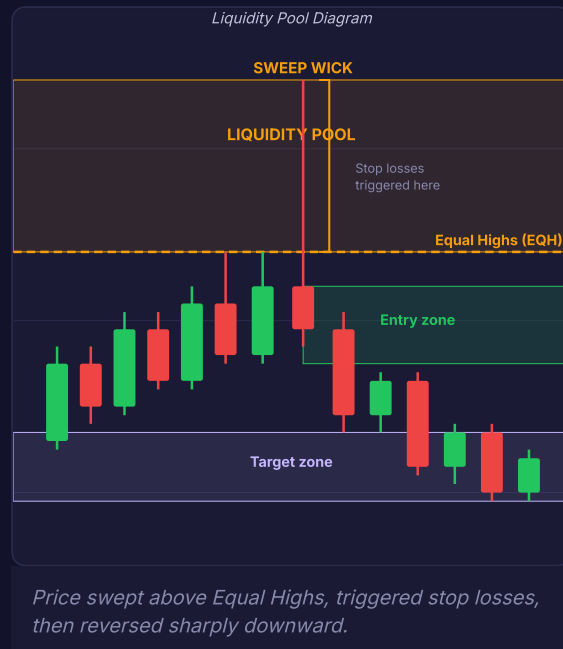 Liquidity Pool Diagram
SWEEP WICK
LIQUIDITY POOL
Stop losses
triggered here
Equal Highs (EQH)
Entry zone
Target zone
Price swept above Equal Highs, triggered stop losses,
then reversed sharply downward.